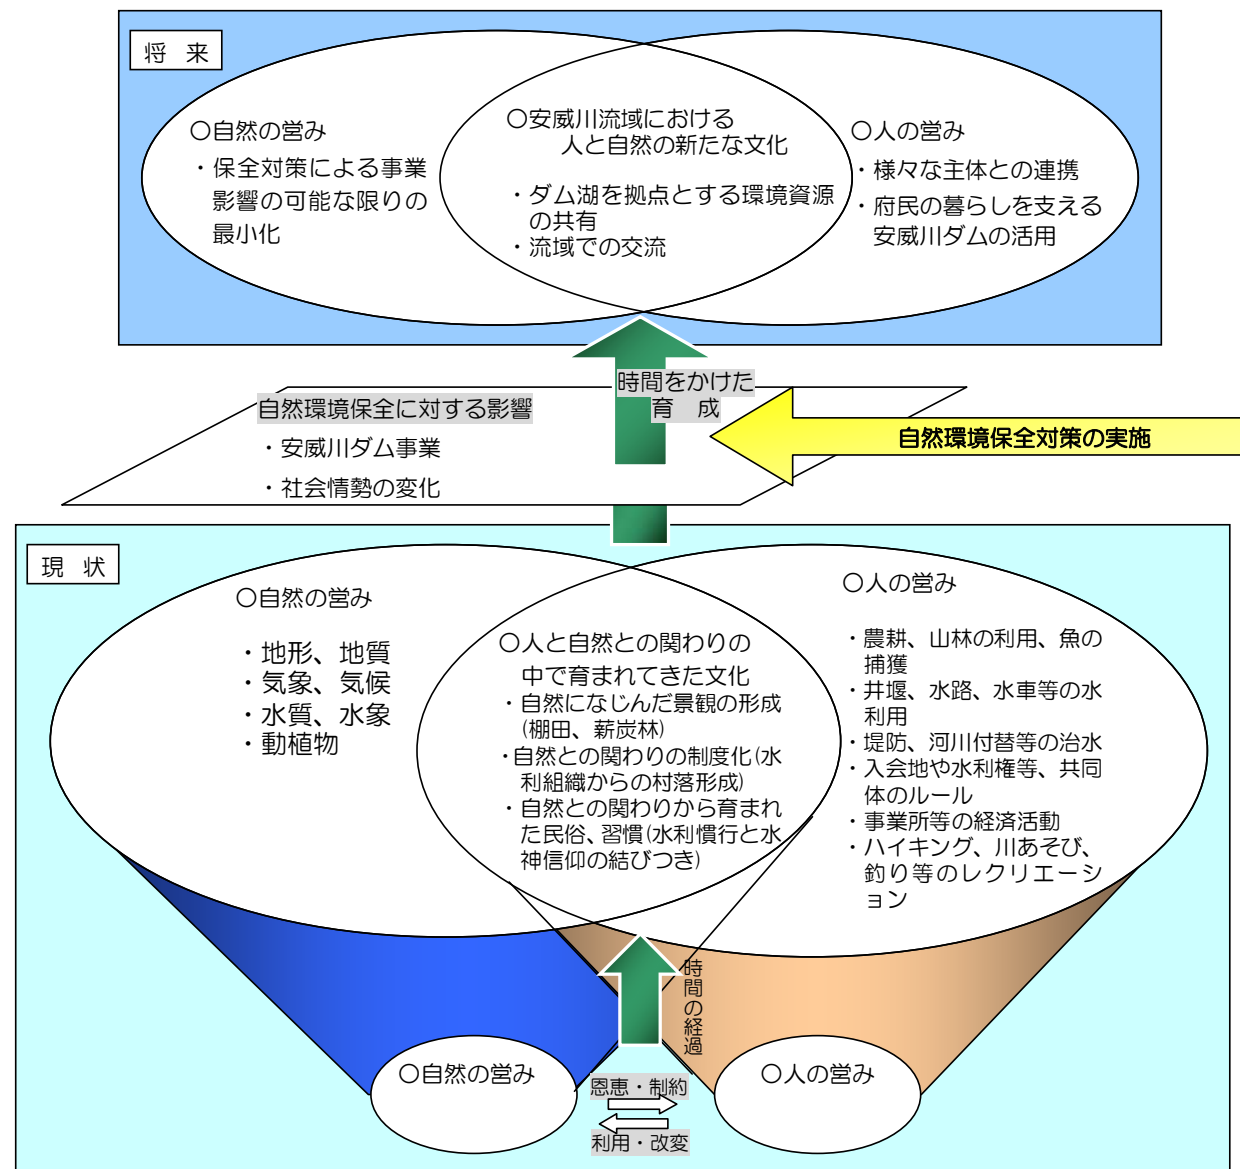 将 来
○自然の営み
・保全対策による事業
影響の可能な限りの
最小化
○安威川流域における
人と自然の新たな文化
・ダム湖を拠点とする環境資源
の共有
・流域での交流
○人の営み
・様々な主体との連携
・府民の暮らしを支える
安威川ダムの活用
時間をかけた
育 成
自然環境保全に対する影響
・安威川ダム事業
・社会情勢の変化
自然環境保全対策の実施
現 状
○自然の営み
・地形、地質
・気象、気候
・水質、水象
・動植物
○人と自然との関わりの
中で育まれてきた文化
・自然になじんだ景観の形成
(棚田、薪炭林)
・自然との関わりの制度化(水
利組織からの村落形成)
・自然との関わりから育まれ
た民俗、習慣(水利慣行と水
神信仰の結びつき)
○人の営み
・農耕、山林の利用、魚の
捕獲
・井堰、水路、水車等の水
利用
・堤防、河川付替等の治水
・入会地や水利権等、共同
体のルール
・事業所等の経済活動
・ハイキング、川あそび、
釣り等のレクリエーシ
ョン
時間の経過
○自然の営み
恩恵・制約
利用・改変
○人の営み